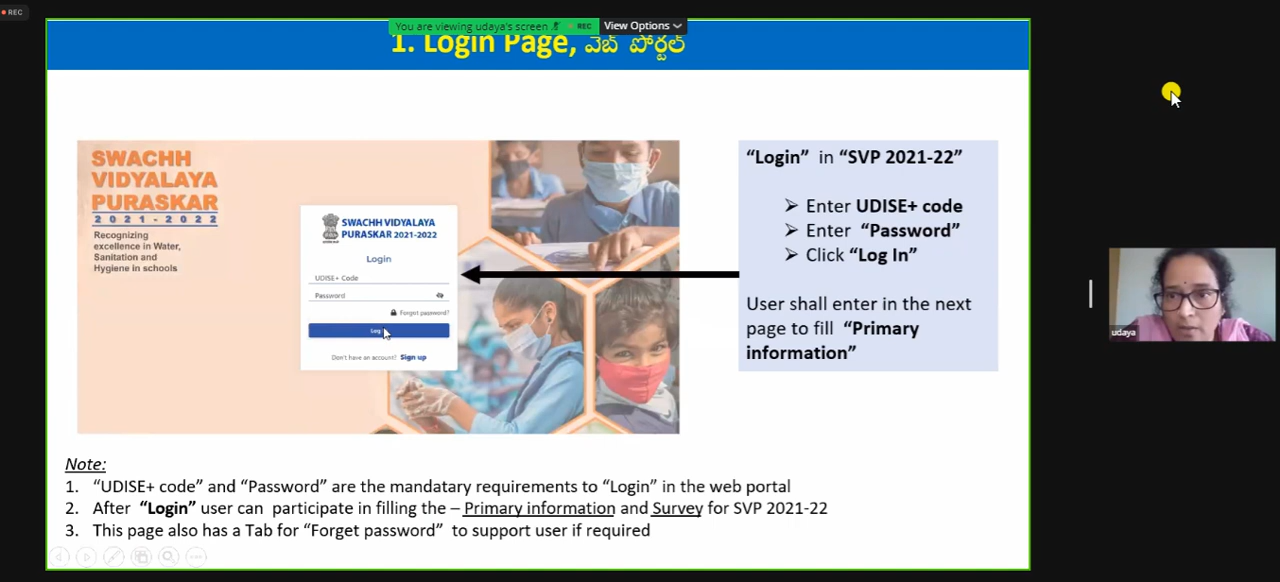 REC
You are viewing udaya's screen
REC
View Options
1. Login Page, వెబ్ పోర్టల్
SWACHH
VIDYALAYA
PURASKAR
2021-2022
Recognizing
excellence in Water,
Sanitation and
Hygiene in schools
SWACHH VIDYALAYA
PURASKAR 2021-2022
Login
UDISE+ Code
Password
Forgot password?
Don't have an account? Sign up
“Login” in “SVP 2021-22”
➢ Enter UDISE+ code
➢ Enter “Password”
➢ Click “Log In”
User shall enter in the next
page to fill “Primary
information”
udaya
Note:
1. “UDISE+ code” and “Password” are the mandatary requirements to “Login” in the web portal
2. After “Login” user can participate in filling the – Primary information and Survey for SVP 2021-22
3. This page also has a Tab for “Forget password” to support user if required